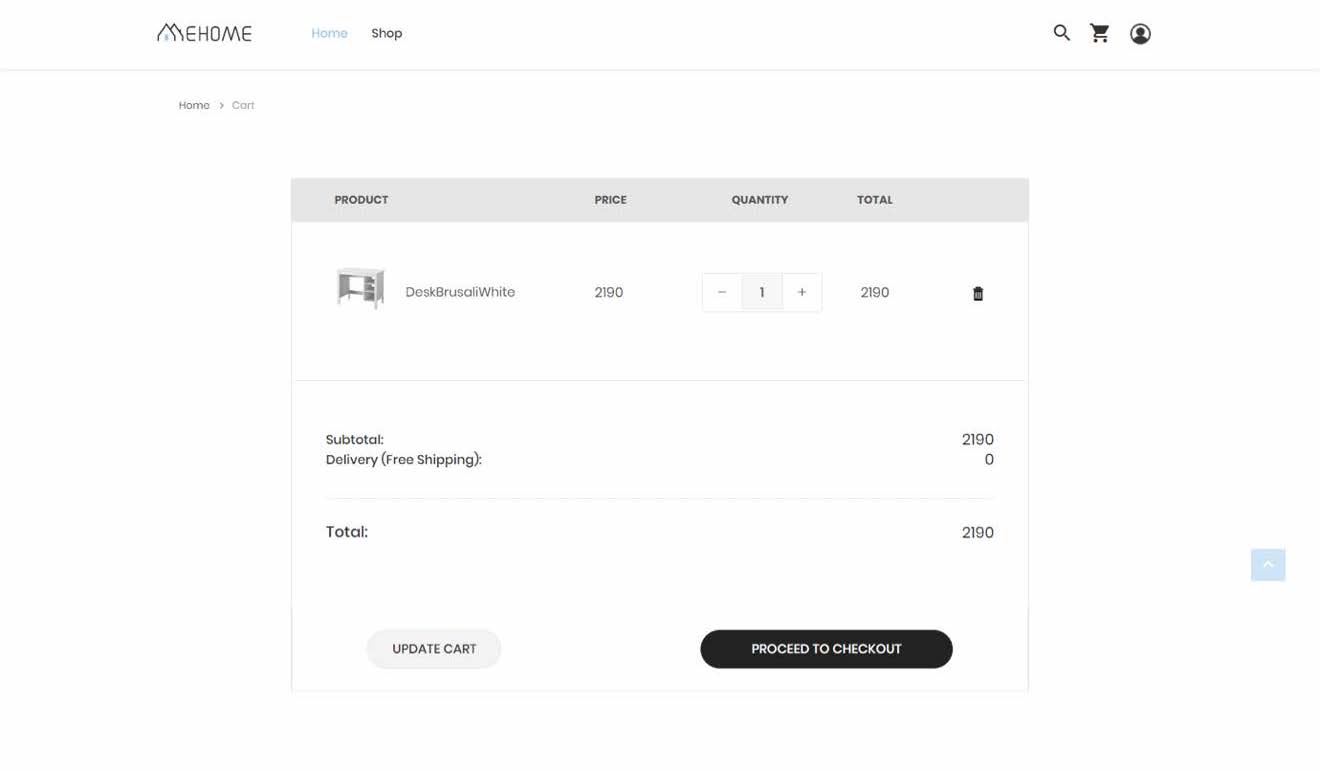 MEHOME Home Shop
Home > Cart
PRODUCT PRICE QUANTITY TOTAL
DeskBrusaliWhite 2190 − 1 + 2190
Subtotal: 2190
Delivery (Free Shipping): 0
Total: 2190
UPDATE CART PROCEED TO CHECKOUT